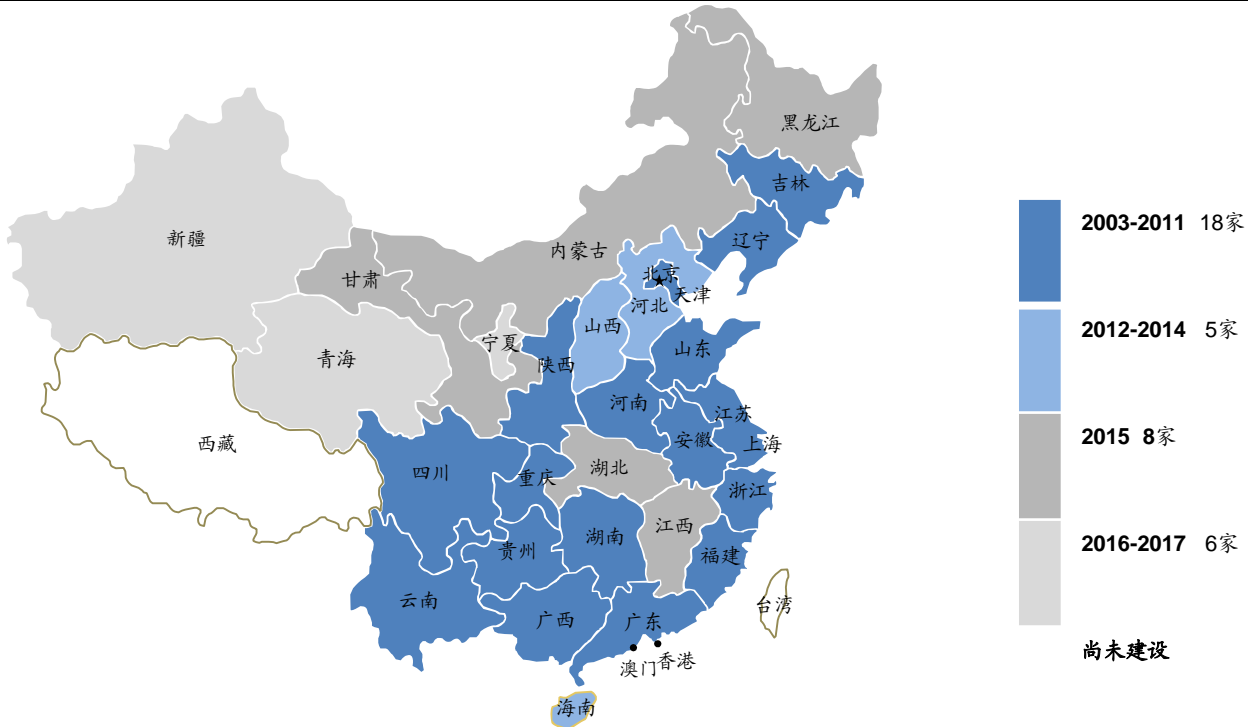 黑龙江
吉林
辽宁
新疆
内蒙古
甘肃
北京
天津
河北
山西
宁夏
陕西
青海
山东
河南
江苏
安徽
上海
西藏
四川
重庆
湖北
浙江
江西
湖南
贵州
福建
云南
广西
广东
台湾
澳门
香港
海南
2003-2011 18家
2012-2014 5家
2015 8家
2016-2017 6家
尚未建设